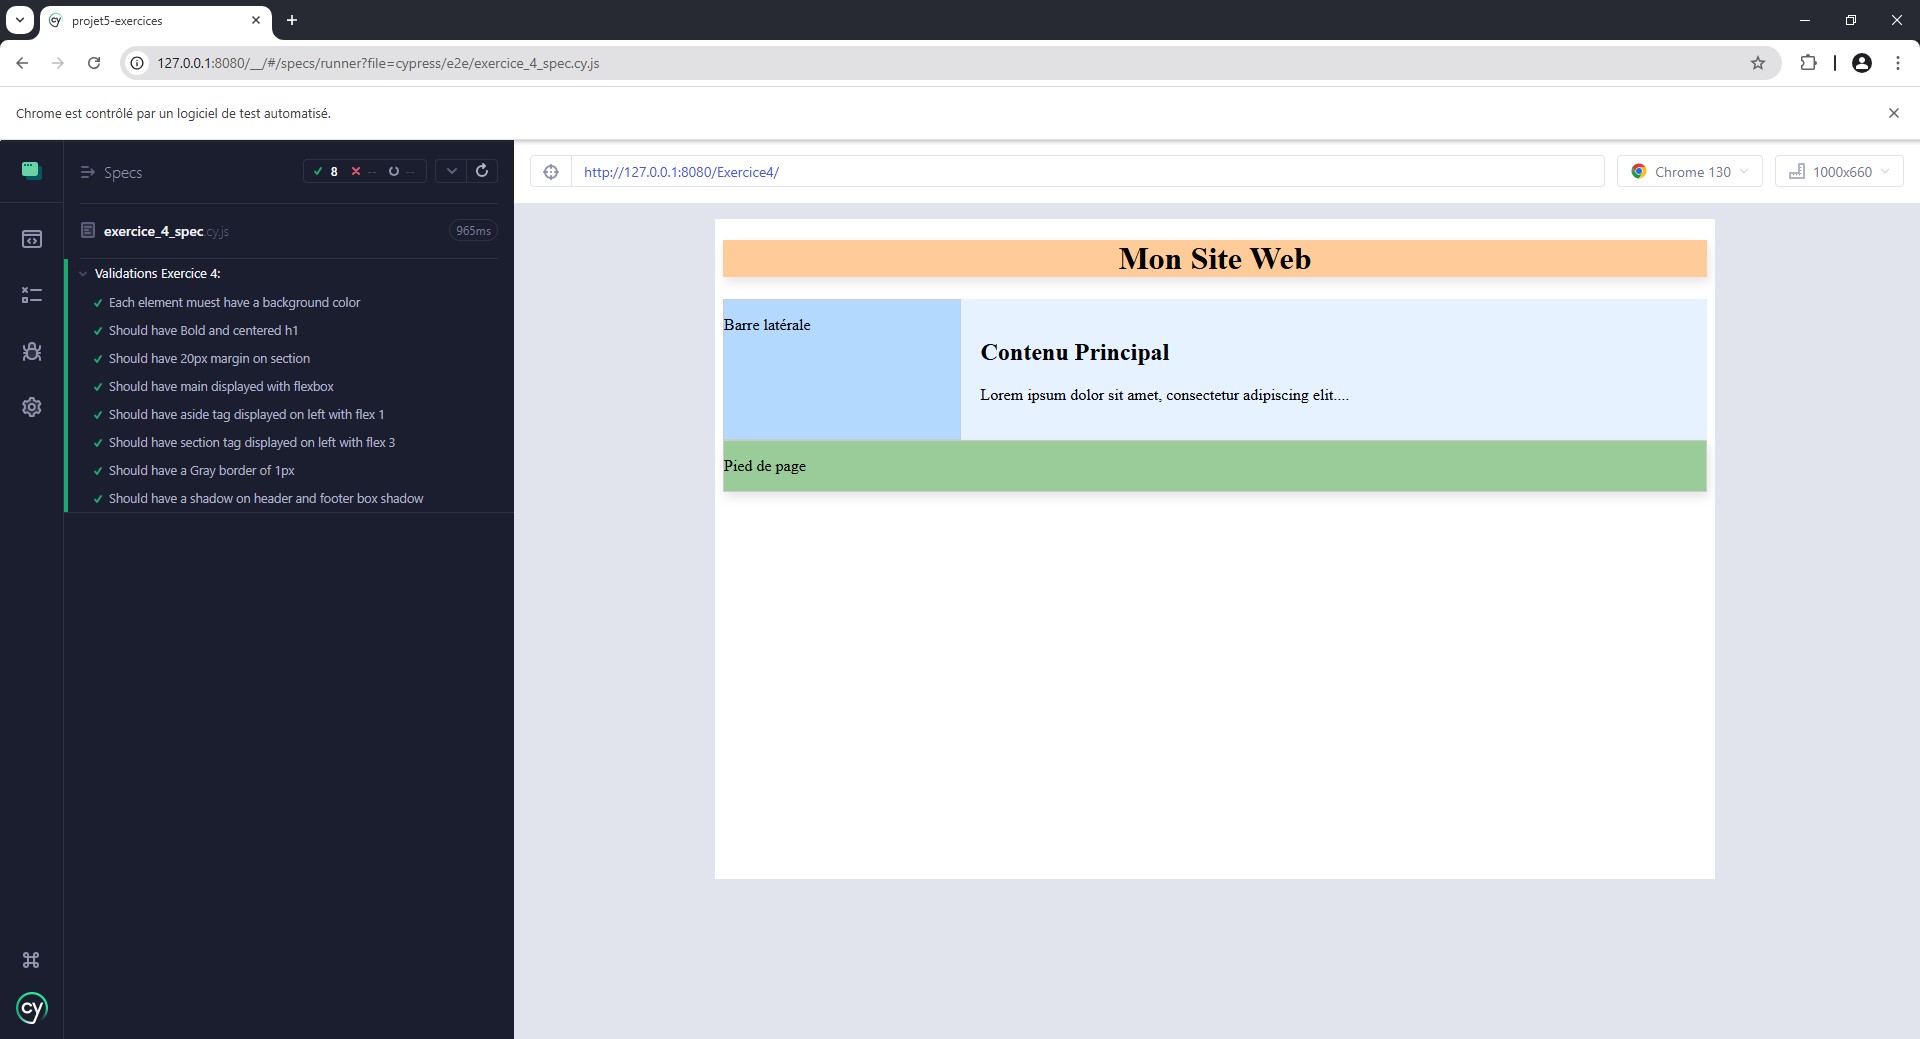 projet5-exercices
127.0.0.1:8080/__/#/specs/runner?file=cypress/e2e/exercice_4_spec.cy.js
Chrome est contrôlé par un logiciel de test automatisé.
Specs
8 -- --
http://127.0.0.1:8080/Exercice4/
Chrome 130
1000x660
exercice_4_spec.cy.js
965ms
Validations Exercice 4:
Each element muest have a background color
Should have Bold and centered h1
Should have 20px margin on section
Should have main displayed with flexbox
Should have aside tag displayed on left with flex 1
Should have section tag displayed on left with flex 3
Should have a Gray border of 1px
Should have a shadow on header and footer box shadow
Mon Site Web
Barre latérale
Contenu Principal
Lorem ipsum dolor sit amet, consectetur adipiscing elit....
Pied de page
cy